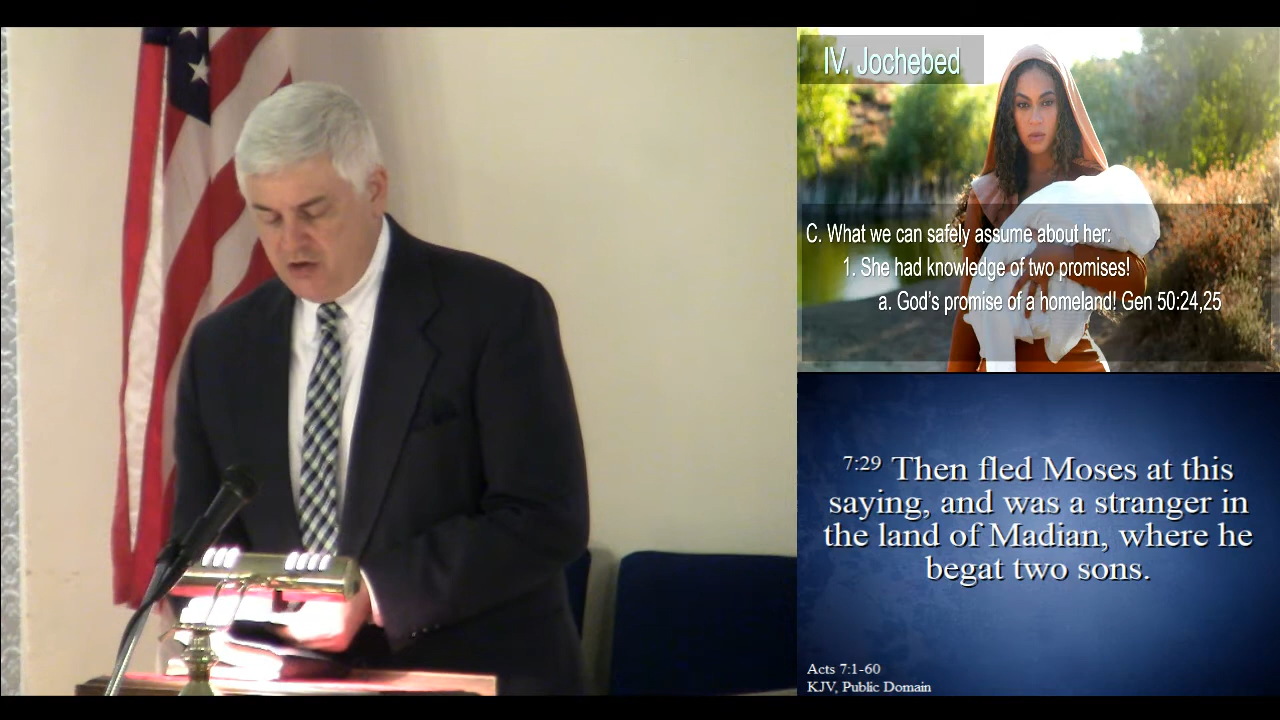 IV. Jochebed
C. What we can safely assume about her:
1. She had knowledge of two promises!
a. God's promise of a homeland! Gen 50:24,25
7:29 Then fled Moses at this
saying, and was a stranger in
the land of Madian, where he
begat two sons.
Acts 7:1-60
KJV, Public Domain